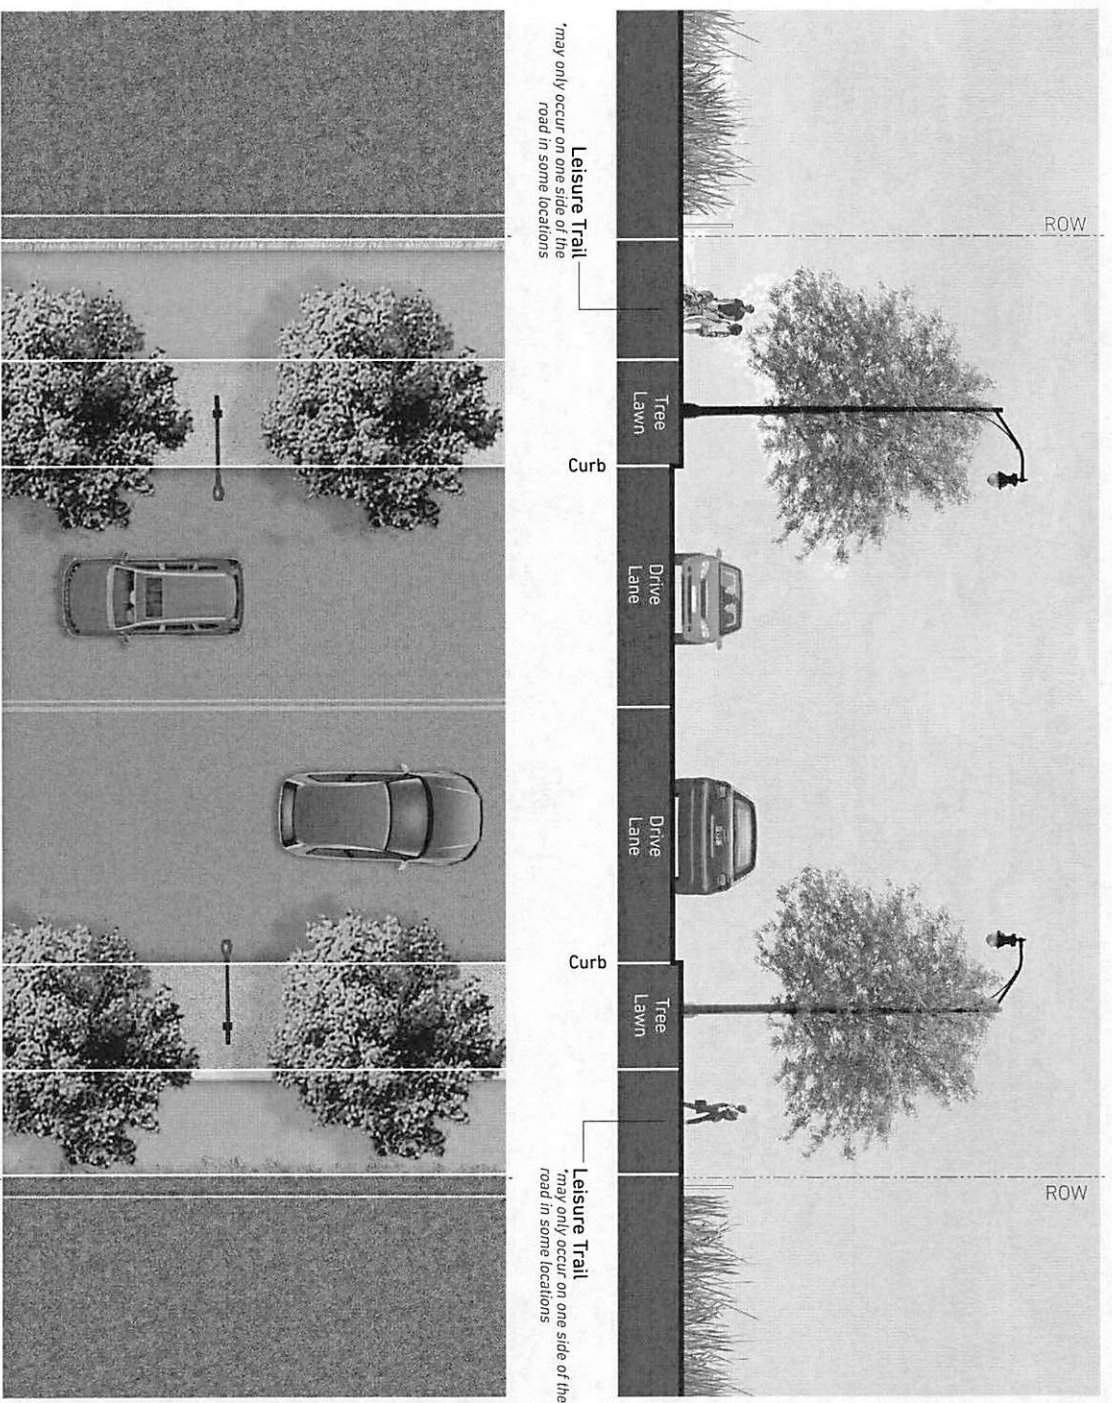 ROW
ROW
Tree
Lawn
Drive
Lane
Drive
Lane
Tree
Lawn
Curb
Curb
Leisure Trail
*may only occur on one side of the
road in some locations
Leisure Trail
*may only occur on one side of the
road in some locations